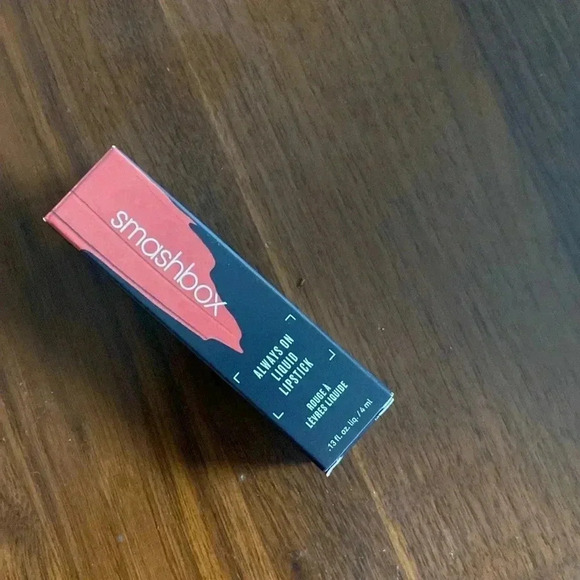 smashbox
ALWAYS ON
LIQUID
LIPSTICK
ROUGE À
LÈVRES LIQUIDE
.13 fl. oz. liq. / 4 ml